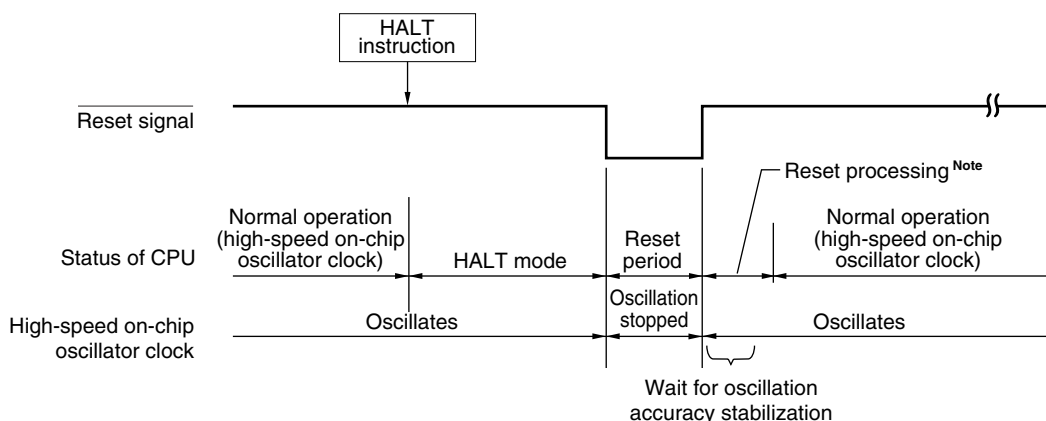 HALT
instruction
Reset signal
Reset processing Note
Status of CPU
Normal operation
(high-speed on-chip
oscillator clock)
HALT mode
Reset
period
Normal operation
(high-speed on-chip
oscillator clock)
High-speed on-chip
oscillator clock
Oscillates
Oscillation
stopped
Oscillates
Wait for oscillation
accuracy stabilization